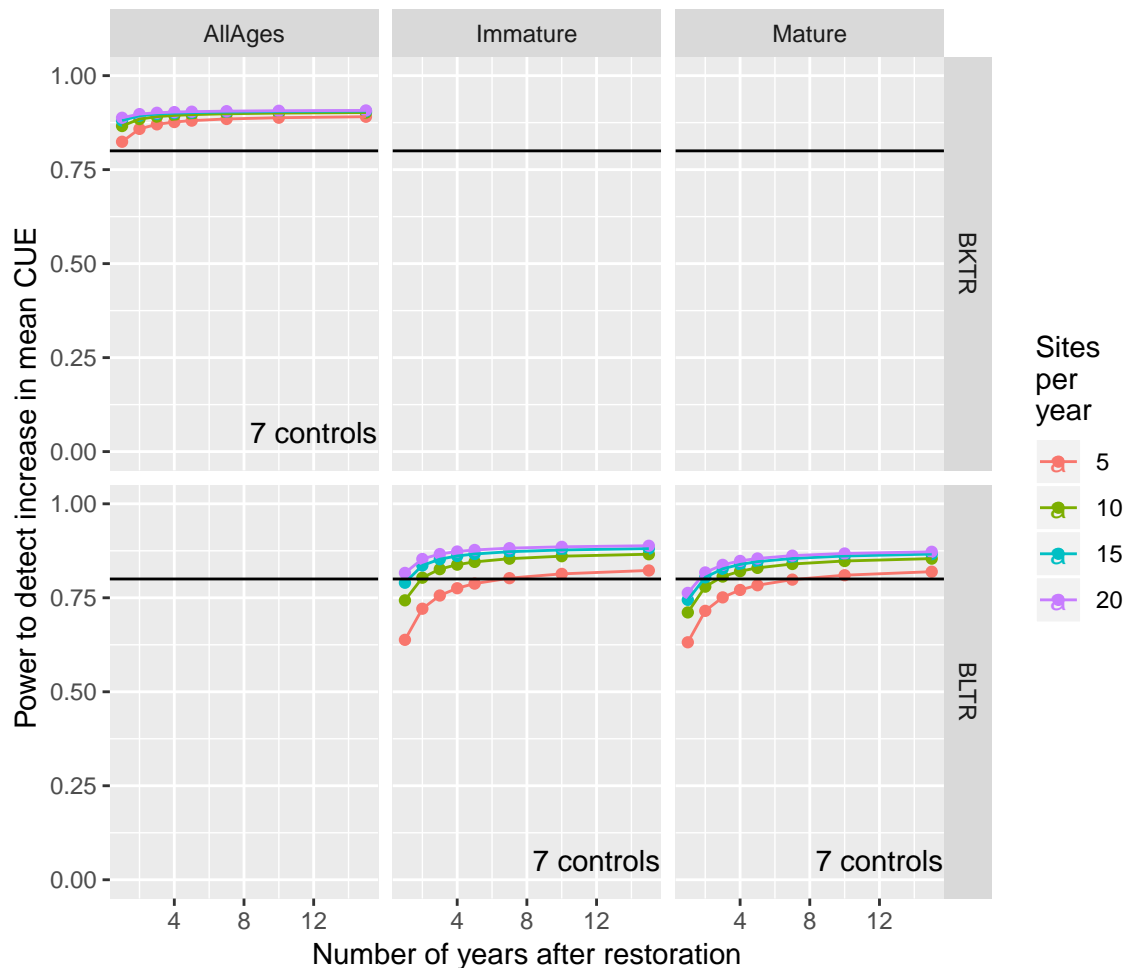 AllAges
Immature
Mature
Power to detect increase in mean CUE
1.00
0.75
0.50
0.25
0.00
7 controls
BKTR
1.00
0.75
0.50
0.25
0.00
7 controls
7 controls
BLTR
4
8
12
4
8
12
4
8
12
Number of years after restoration
Sites
per
year
a 5
a 10
a 15
a 20